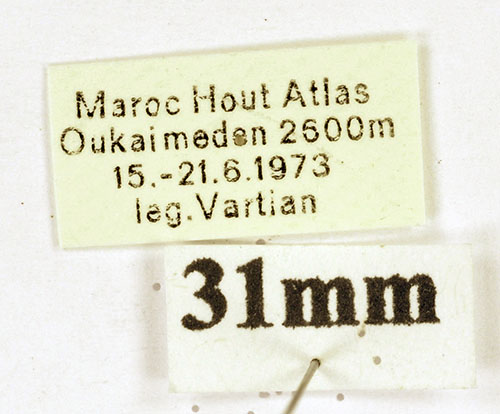 Maroc Hout Atlas
Oukaimeden 2600m
15.-21.6.1973
leg.Vartian
31mm